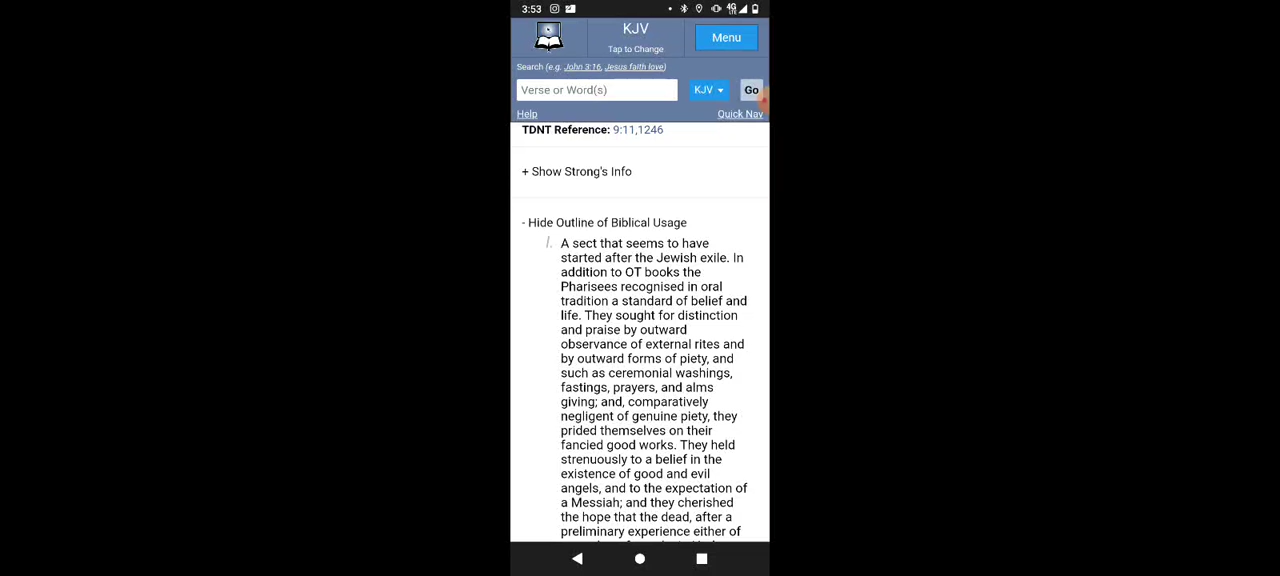 3:53
4G
KJV
Tap to Change
Menu
Search (e.g. John 3:16, Jesus faith love)
Verse or Word(s)
KJV
Go
Help
Quick Nav
TDNT Reference: 9:11,1246
+ Show Strong's Info
- Hide Outline of Biblical Usage
I. A sect that seems to have
started after the Jewish exile. In
addition to OT books the
Pharisees recognised in oral
tradition a standard of belief and
life. They sought for distinction
and praise by outward
observance of external rites and
by outward forms of piety, and
such as ceremonial washings,
fastings, prayers, and alms
giving; and, comparatively
negligent of genuine piety, they
prided themselves on their
fancied good works. They held
strenuously to a belief in the
existence of good and evil
angels, and to the expectation of
a Messiah; and they cherished
the hope that the dead, after a
preliminary experience either of